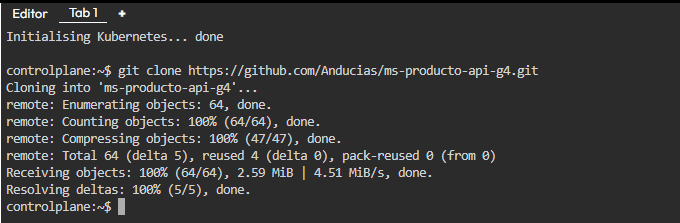 Editor Tab 1 +
Initialising Kubernetes... done
controlplane:~$ git clone https://github.com/Anducias/ms-producto-api-g4.git
Cloning into 'ms-producto-api-g4'...
remote: Enumerating objects: 64, done.
remote: Counting objects: 100% (64/64), done.
remote: Compressing objects: 100% (47/47), done.
remote: Total 64 (delta 5), reused 4 (delta 0), pack-reused 0 (from 0)
Receiving objects: 100% (64/64), 2.59 MiB | 4.51 MiB/s, done.
Resolving deltas: 100% (5/5), done.
controlplane:~$